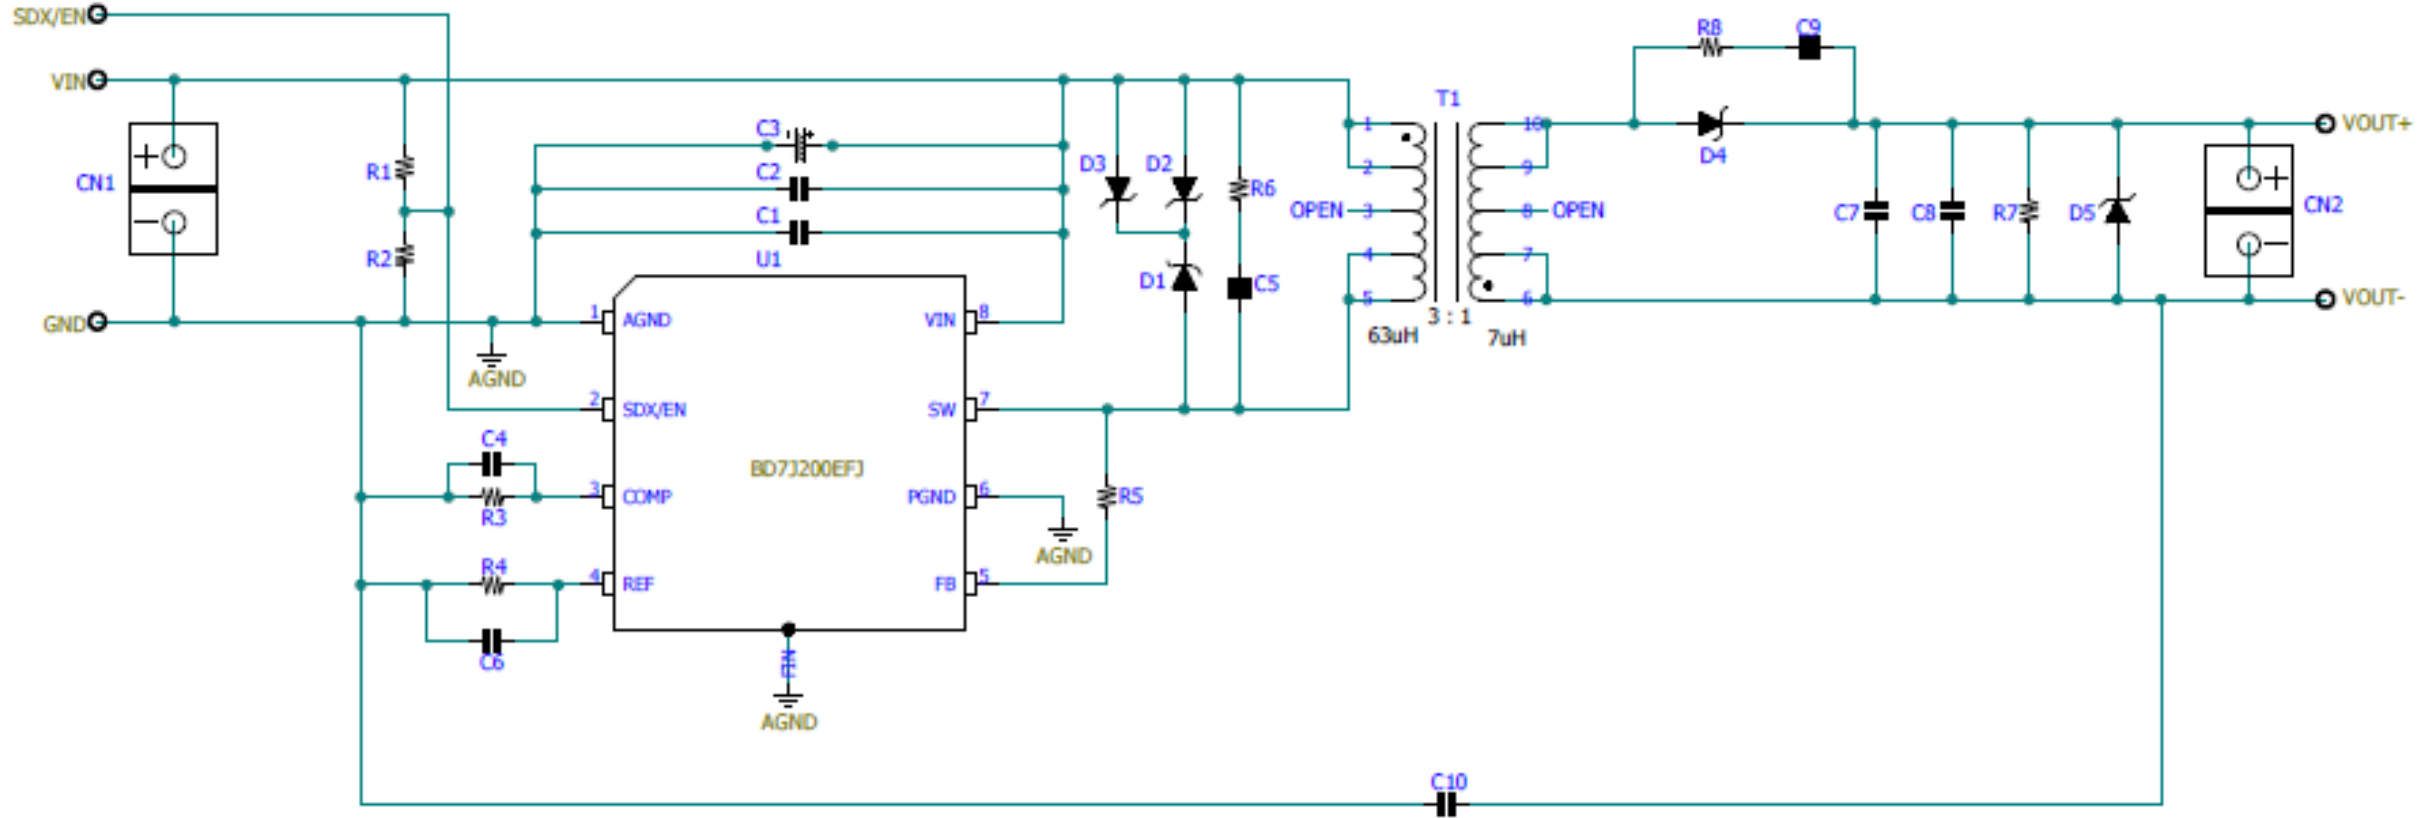 SDX/EN
R8
C9
VIN
T1
C3
1
10
VOUT+
D3
D2
D4
R1
C2
2
9
CN1
R6
C1
OPEN
3
8
OPEN
C7
C8
R7
D5
CN2
R2
U1
4
7
D1
C5
5
6
VOUT-
GND
1
AGND
VIN
8
3 : 1
63uH
7uH
AGND
2
SDX/EN
SW
7
C4
BD7J200EFJ
3
COMP
PGND
6
R5
R3
AGND
R4
4
REF
FB
5
C6
FIN
AGND
C10